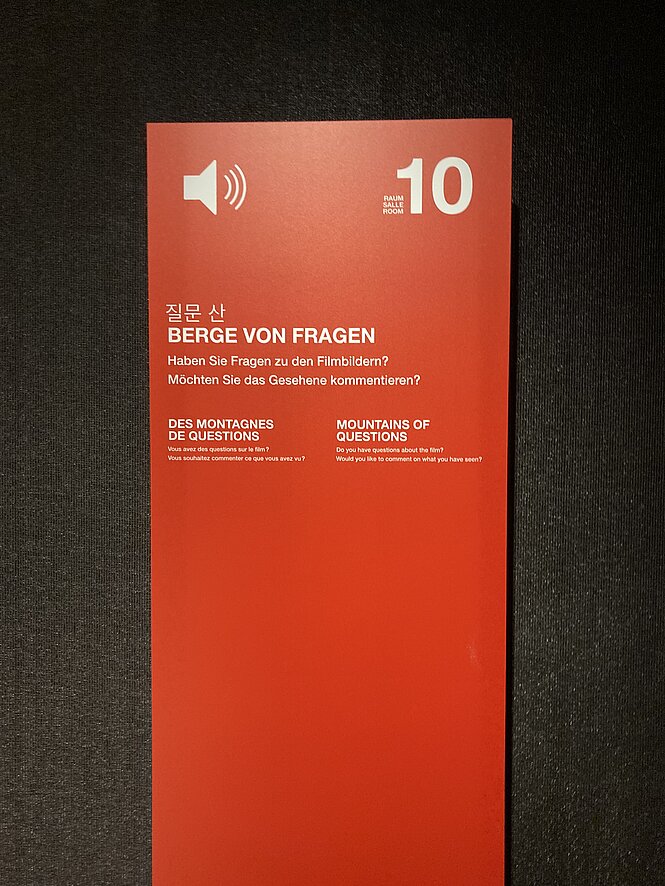 RAUM
SALLE
ROOM
10
질문 산
BERGE VON FRAGEN
Haben Sie Fragen zu den Filmbildern?
Möchten Sie das Gesehene kommentieren?
DES MONTAGNES
DE QUESTIONS
Vous avez des questions sur le film?
Vous souhaitez commenter ce que vous avez vu?
MOUNTAINS OF
QUESTIONS
Do you have questions about the film?
Would you like to comment on what you have seen?